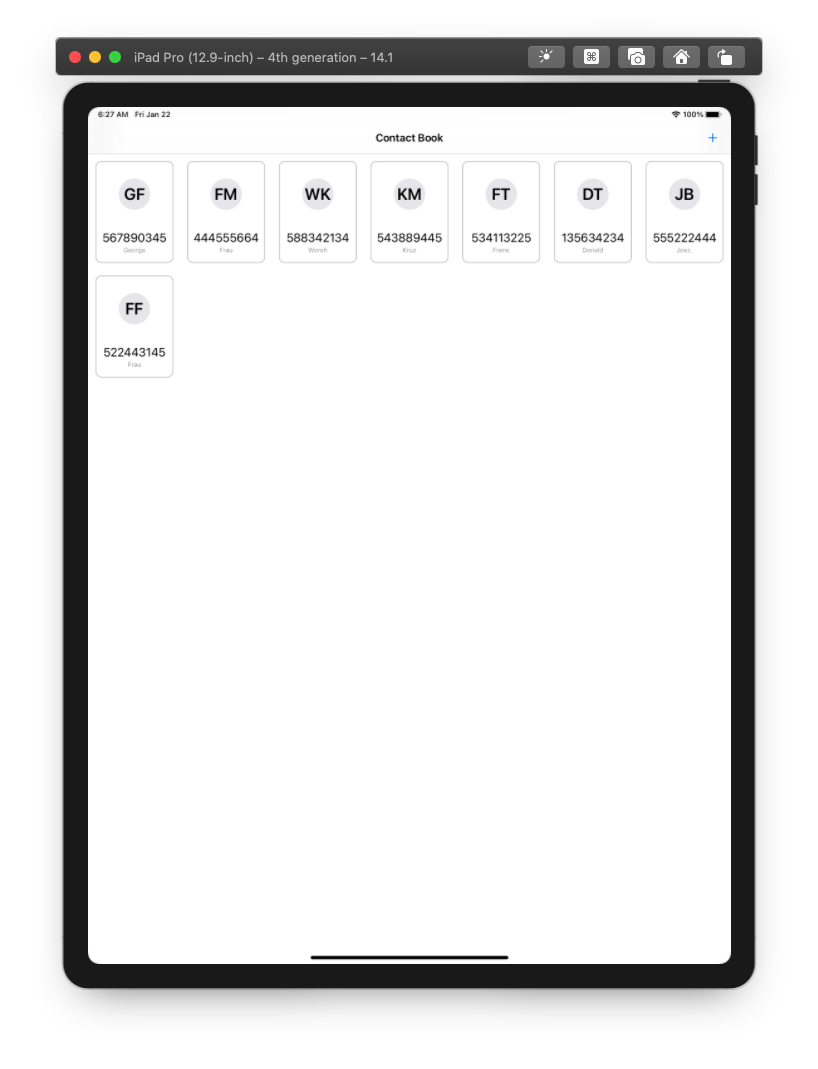 iPad Pro (12.9-inch) – 4th generation – 14.1
6:27 AM Fri Jan 22
100%
Contact Book
+
GF FM WK KM FT DT JB
567890345 444555664 588342134 543889445 534113225 135634234 555222444
George Frau Worsh Kruz Frens Donald Joez.
FF
522443145
Frau